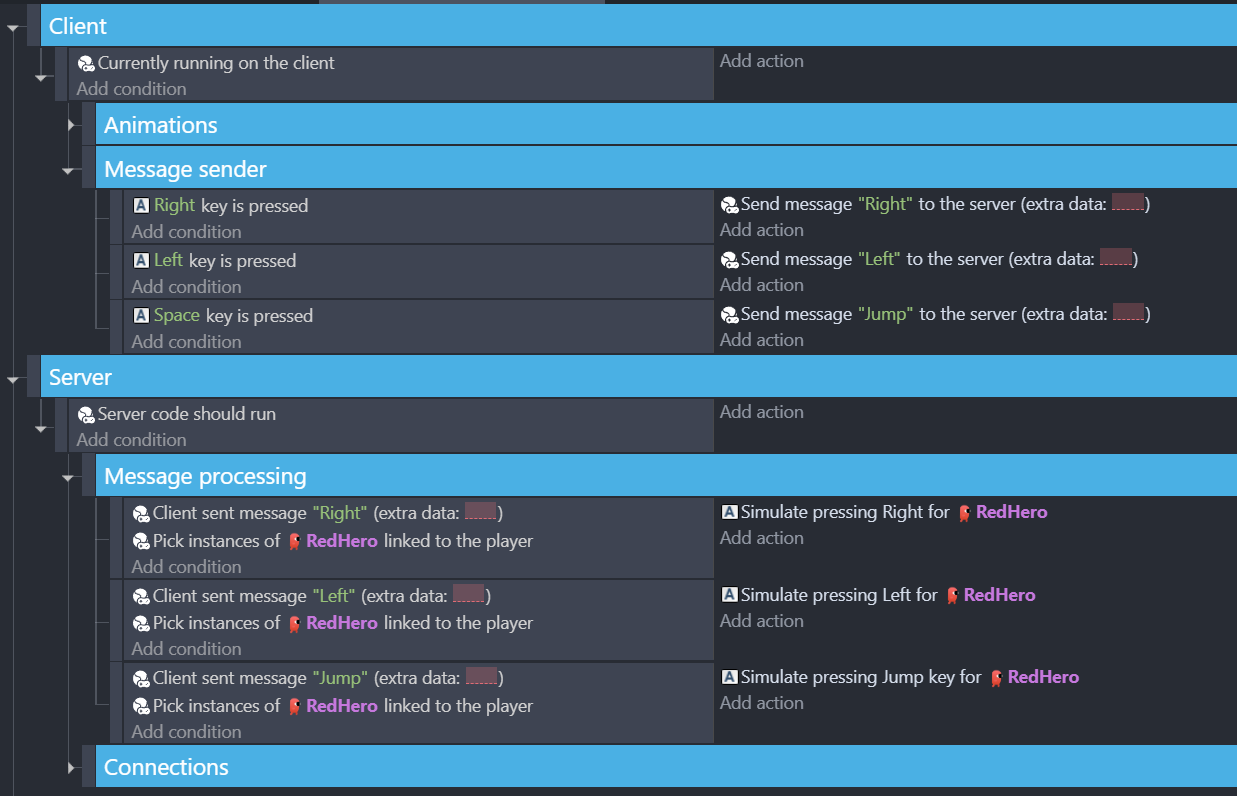 Client
Currently running on the client
Add action
Add condition
Animations
Message sender
A Right key is pressed
Send message "Right" to the server (extra data: )
Add condition
Add action
A Left key is pressed
Send message "Left" to the server (extra data: )
Add condition
Add action
A Space key is pressed
Send message "Jump" to the server (extra data: )
Add condition
Add action
Server
Server code should run
Add action
Add condition
Message processing
Client sent message "Right" (extra data: )
A Simulate pressing Right for RedHero
Pick instances of RedHero linked to the player
Add action
Add condition
Client sent message "Left" (extra data: )
A Simulate pressing Left for RedHero
Pick instances of RedHero linked to the player
Add action
Add condition
Client sent message "Jump" (extra data: )
A Simulate pressing Jump key for RedHero
Pick instances of RedHero linked to the player
Add action
Add condition
Connections